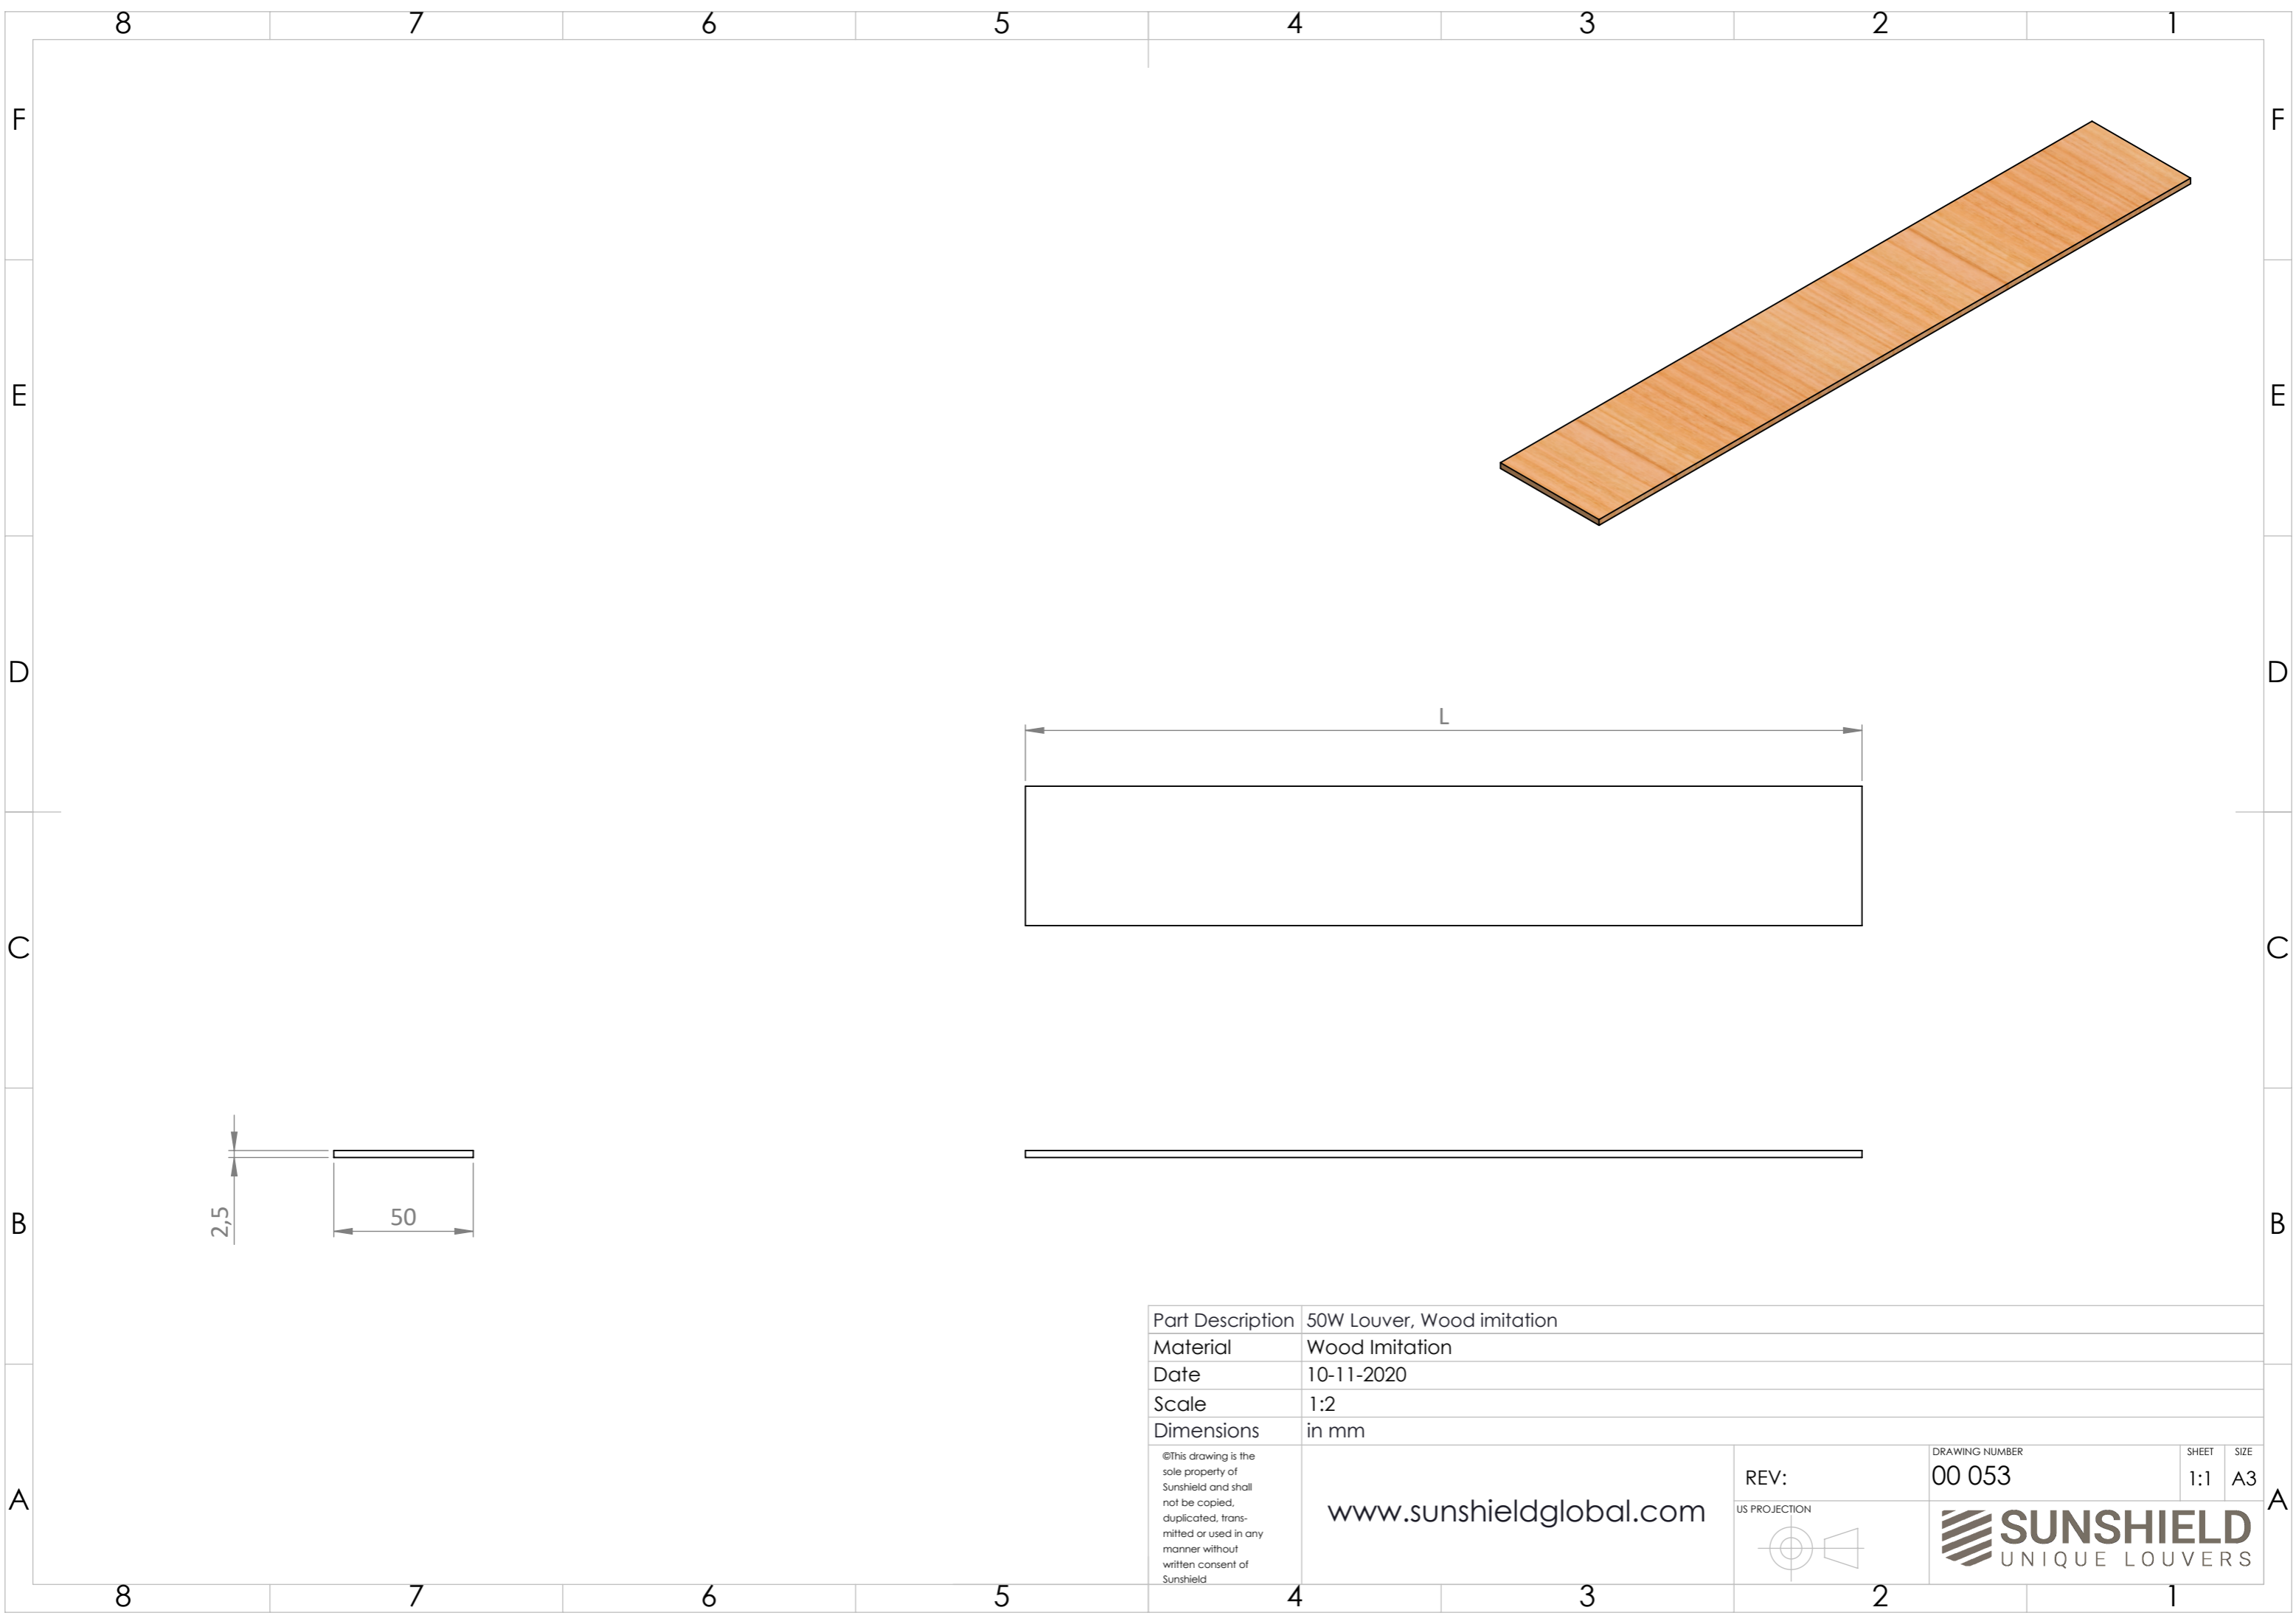 8 7 6 5 4 3 2 1
F F
E E
D D
L
C C
2,5
50
B B
Part Description 50W Louver, Wood imitation
Material Wood Imitation
Date 10-11-2020
Scale 1:2
Dimensions in mm
©This drawing is the
sole property of
Sunshield and shall
not be copied,
duplicated, trans-
mitted or used in any
manner without
written consent of
Sunshield
www.sunshieldglobal.com
REV:
DRAWING NUMBER
00 053
SHEET
1:1
SIZE
A3
US PROJECTION
SUNSHIELD
UNIQUE LOUVERS
A A
8 7 6 5 4 3 2 1